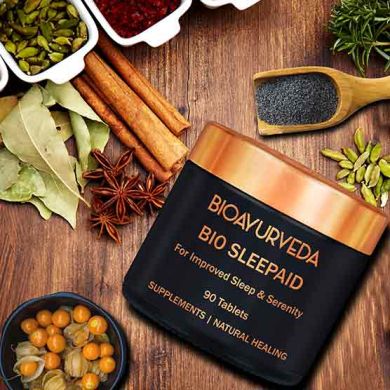 BIOAYURVEDA
BIO SLEEPAID
For Improved Sleep & Serenity
90 Tablets
SUPPLEMENTS | NATURAL HEALING